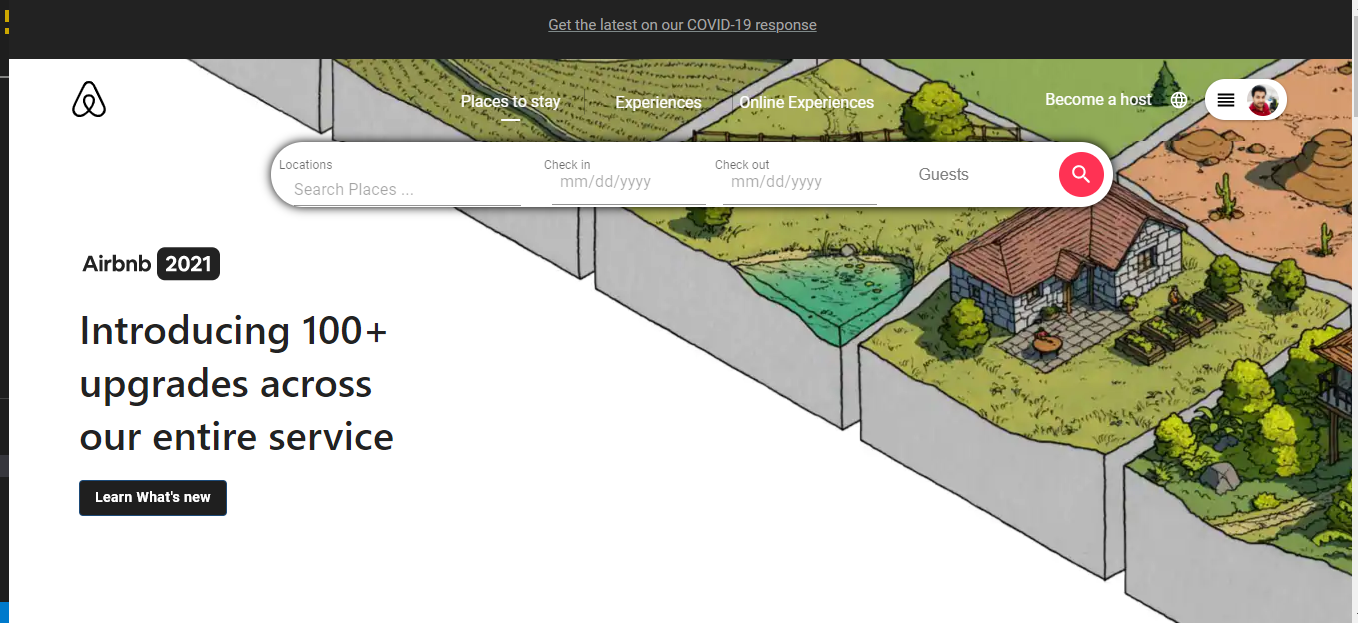 Get the latest on our COVID-19 response
Places to stay Experiences Online Experiences Become a host
Locations Check in Check out
Search Places ... mm/dd/yyyy mm/dd/yyyy Guests
Airbnb 2021
Introducing 100+
upgrades across
our entire service
Learn What's new